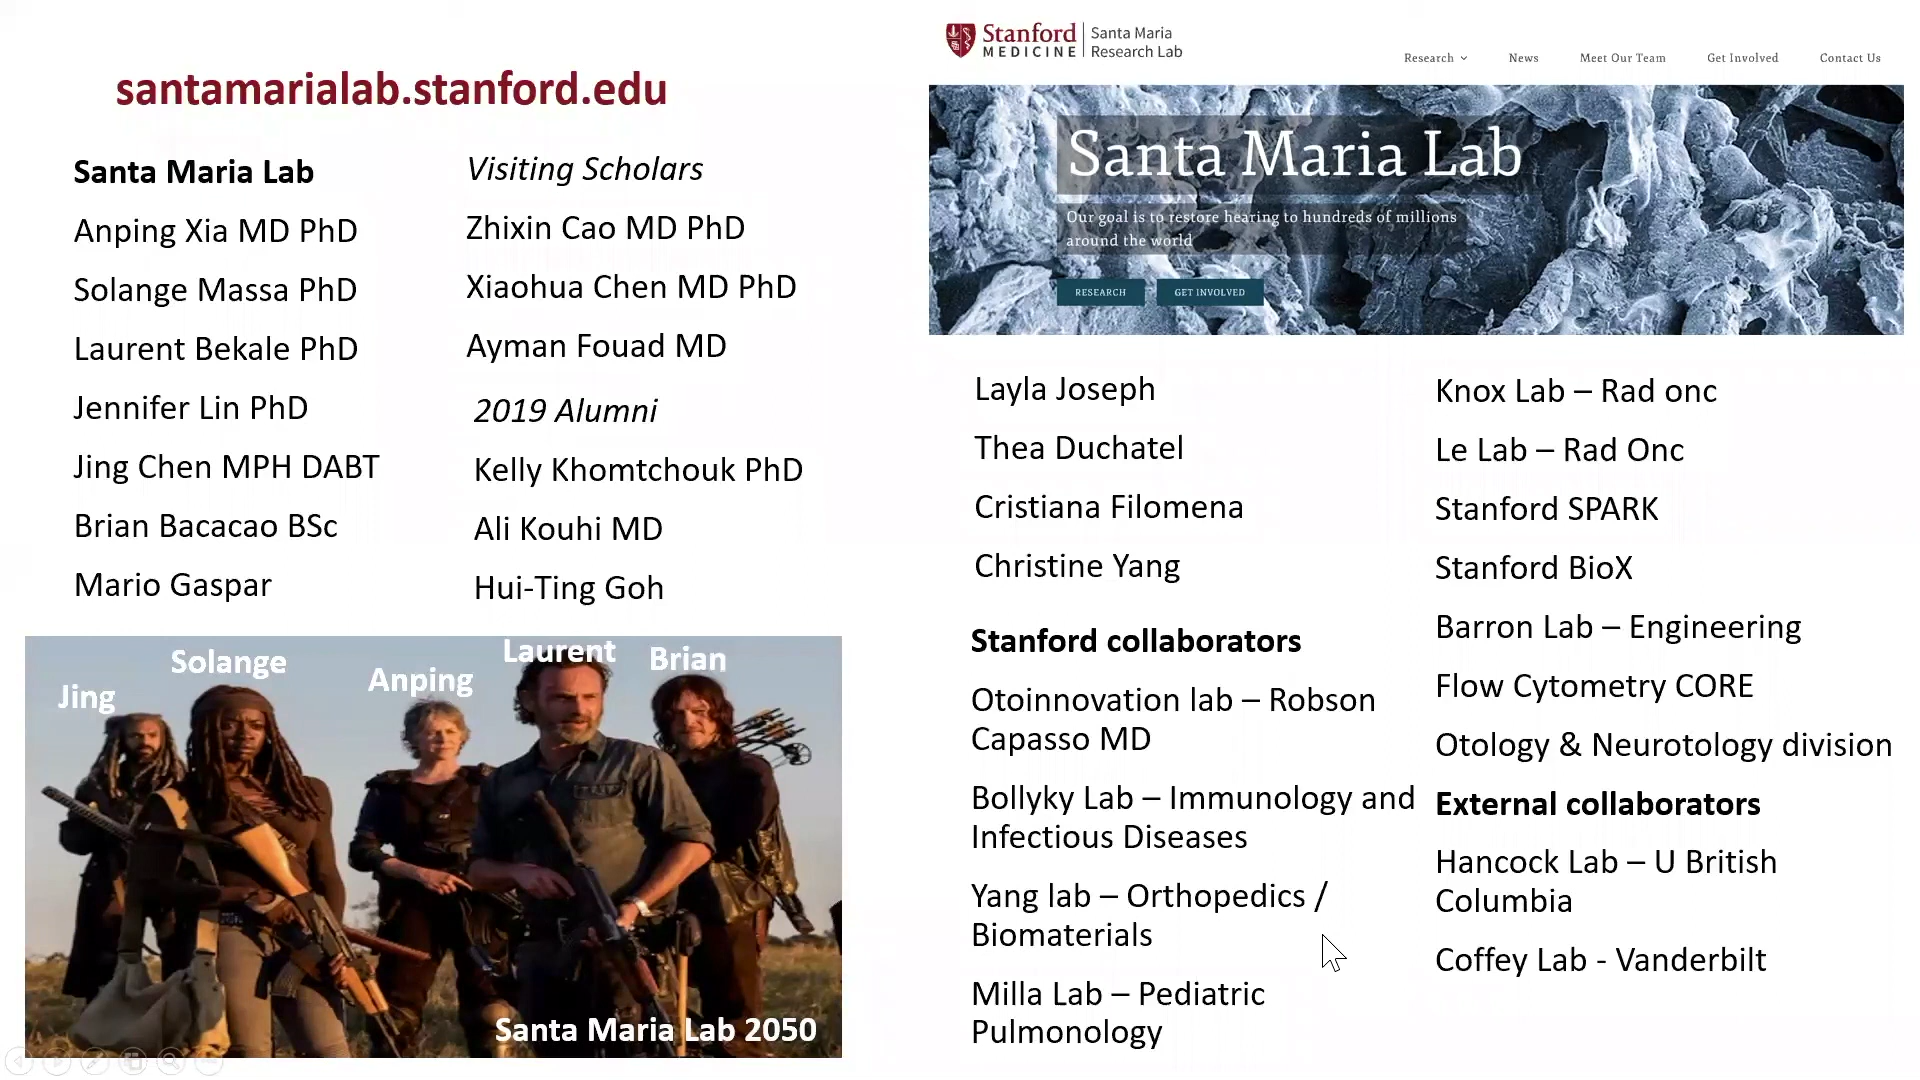 santamarialab.stanford.edu
Santa Maria Lab
Anping Xia MD PhD
Solange Massa PhD
Laurent Bekale PhD
Jennifer Lin PhD
Jing Chen MPH DABT
Brian Bacacao BSc
Mario Gaspar
Visiting Scholars
Zhixin Cao MD PhD
Xiaohua Chen MD PhD
Ayman Fouad MD
2019 Alumni
Kelly Khomtchouk PhD
Ali Kouhi MD
Hui-Ting Goh
Jing
Solange
Anping
Laurent
Brian
Santa Maria Lab 2050
Stanford
MEDICINE
Santa Maria
Research Lab
Research
News
Meet Our Team
Get Involved
Contact Us
Santa Maria Lab
Our goal is to restore hearing to hundreds of millions
around the world
RESEARCH
GET INVOLVED
Layla Joseph
Thea Duchatel
Cristiana Filomena
Christine Yang
Stanford collaborators
Otoinnovation lab – Robson
Capasso MD
Bollyky Lab – Immunology and
Infectious Diseases
Yang lab – Orthopedics /
Biomaterials
Milla Lab – Pediatric
Pulmonology
Knox Lab – Rad onc
Le Lab – Rad Onc
Stanford SPARK
Stanford BioX
Barron Lab – Engineering
Flow Cytometry CORE
Otology & Neurotology division
External collaborators
Hancock Lab – U British
Columbia
Coffey Lab - Vanderbilt